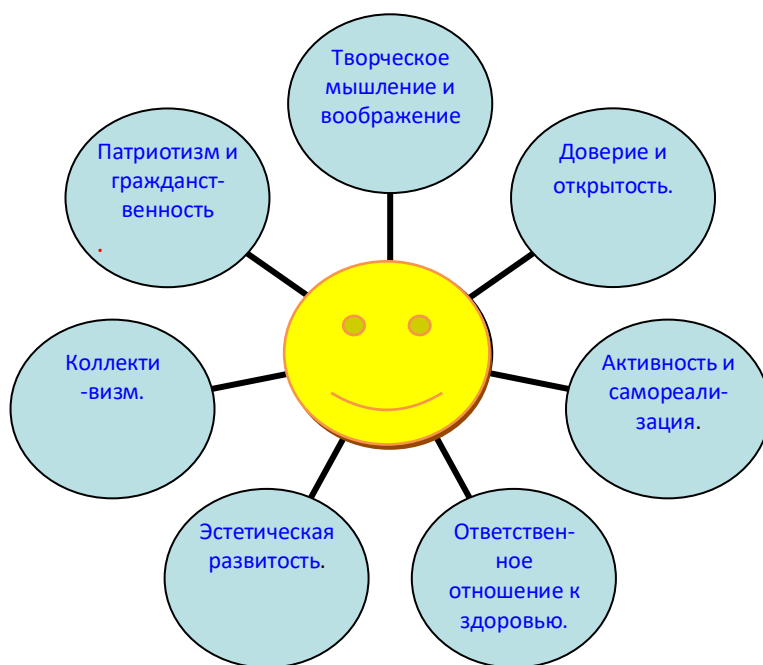 Творческое
мышление и
воображение
Доверие и
открытость.
Активность и
самореали-
зация.
Ответствен-
ное
отношение к
здоровью.
Эстетическая
развитость.
Коллекти
-визм.
Патриотизм и
гражданст-
венность
.